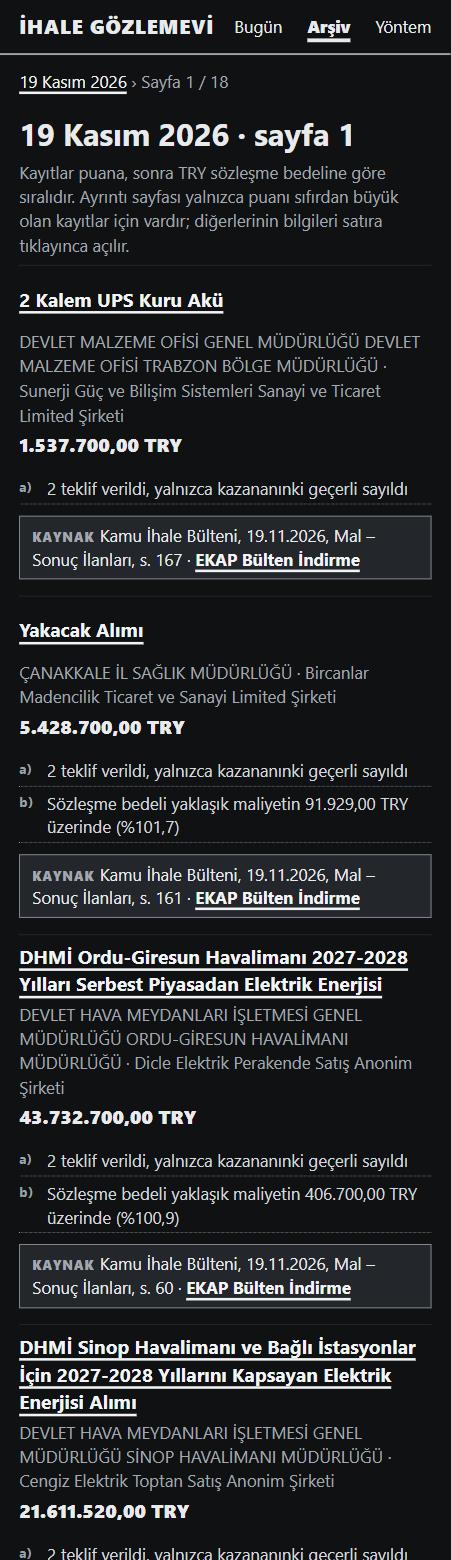 İHALE GÖZLEMEVİ Bugün Arşiv Yöntem
19 Kasım 2026 › Sayfa 1 / 18
19 Kasım 2026 · sayfa 1
Kayıtlar puana, sonra TRY sözleşme bedeline göre
sıralıdır. Ayrıntı sayfası yalnızca puanı sıfırdan büyük
olan kayıtlar için vardır; diğerlerinin bilgileri satıra
tıklayınca açılır.
2 Kalem UPS Kuru Akü
DEVLET MALZEME OFİSİ GENEL MÜDÜRLÜĞÜ DEVLET
MALZEME OFİSİ TRABZON BÖLGE MÜDÜRLÜĞÜ ·
Sunerji Güç ve Bilişim Sistemleri Sanayi ve Ticaret
Limited Şirketi
1.537.700,00 TRY
a) 2 teklif verildi, yalnızca kazananınki geçerli sayıldı
KAYNAK Kamu İhale Bülteni, 19.11.2026, Mal –
Sonuç İlanları, s. 167 · EKAP Bülten İndirme
Yakacak Alımı
ÇANAKKALE İL SAĞLIK MÜDÜRLÜĞÜ · Bircanlar
Madencilik Ticaret ve Sanayi Limited Şirketi
5.428.700,00 TRY
a) 2 teklif verildi, yalnızca kazananınki geçerli sayıldı
b) Sözleşme bedeli yaklaşık maliyetin 91.929,00 TRY
üzerinde (%101,7)
KAYNAK Kamu İhale Bülteni, 19.11.2026, Mal –
Sonuç İlanları, s. 161 · EKAP Bülten İndirme
DHMİ Ordu-Giresun Havalimanı 2027-2028
Yılları Serbest Piyasadan Elektrik Enerjisi
DEVLET HAVA MEYDANLARI İŞLETMESİ GENEL
MÜDÜRLÜĞÜ ORDU-GİRESUN HAVALİMANI
MÜDÜRLÜĞÜ · Dicle Elektrik Perakende Satış Anonim
Şirketi
43.732.700,00 TRY
a) 2 teklif verildi, yalnızca kazananınki geçerli sayıldı
b) Sözleşme bedeli yaklaşık maliyetin 406.700,00 TRY
üzerinde (%100,9)
KAYNAK Kamu İhale Bülteni, 19.11.2026, Mal –
Sonuç İlanları, s. 60 · EKAP Bülten İndirme
DHMİ Sinop Havalimanı ve Bağlı İstasyonlar
İçin 2027-2028 Yıllarını Kapsayan Elektrik
Enerjisi Alımı
DEVLET HAVA MEYDANLARI İŞLETMESİ GENEL
MÜDÜRLÜĞÜ SİNOP HAVALİMANI MÜDÜRLÜĞÜ ·
Cengiz Elektrik Toptan Satış Anonim Şirketi
21.611.520,00 TRY
a) 2 teklif verildi, yalnızca kazananınki geçerli sayıldı